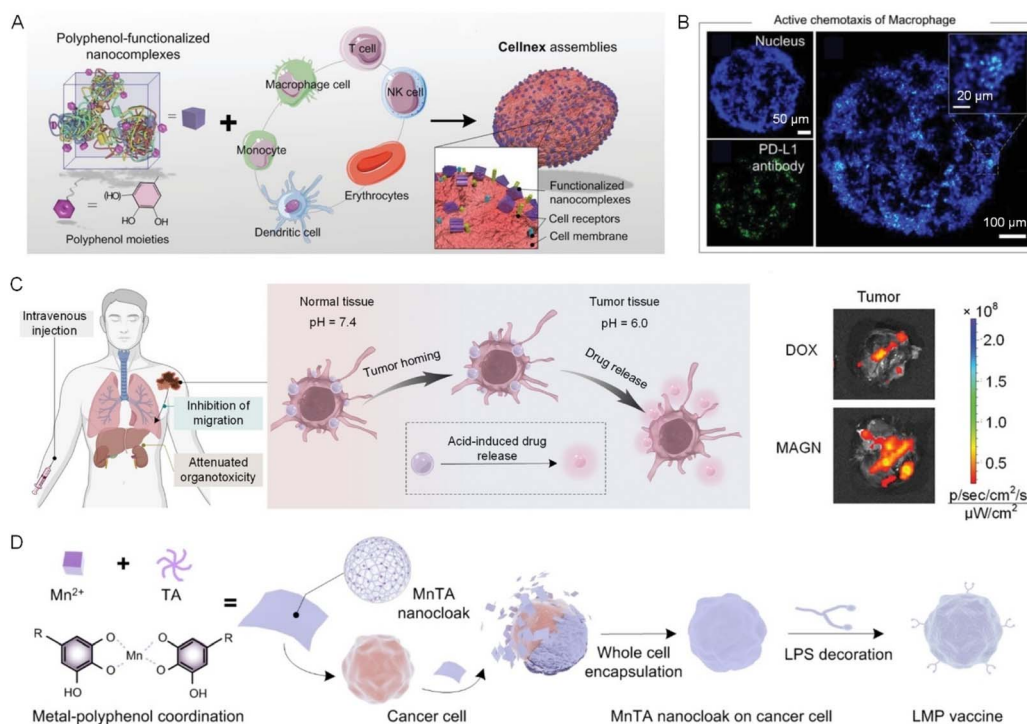 A
Polyphenol-functionalized
nanocomplexes
(HO)
OH
OH
Polyphenol moieties
T cell
Macrophage cell
NK cell
Monocyte
Erythrocytes
Dendritic cell
Cellnex assemblies
Functionalized
nanocomplexes
Cell receptors
Cell membrane
B
Active chemotaxis of Macrophage
Nucleus
50 µm
PD-L1
antibody
20 µm
100 µm
C
Intravenous
injection
Inhibition of
migration
Attenuated
organotoxicity
Normal tissue
pH = 7.4
Tumor homing
Tumor tissue
pH = 6.0
Drug release
Acid-induced drug
release
Tumor
DOX
MAGN
× 10⁸
2.0
1.5
1.0
0.5
p/sec/cm²/s
µW/cm²
D
Mn²⁺
+
TA
=
R
O
O
HO
Mn
O
O
R
OH
Metal-polyphenol coordination
MnTA
nanocloak
Cancer cell
Whole cell
encapsulation
MnTA nanocloak on cancer cell
LPS decoration
LMP vaccine